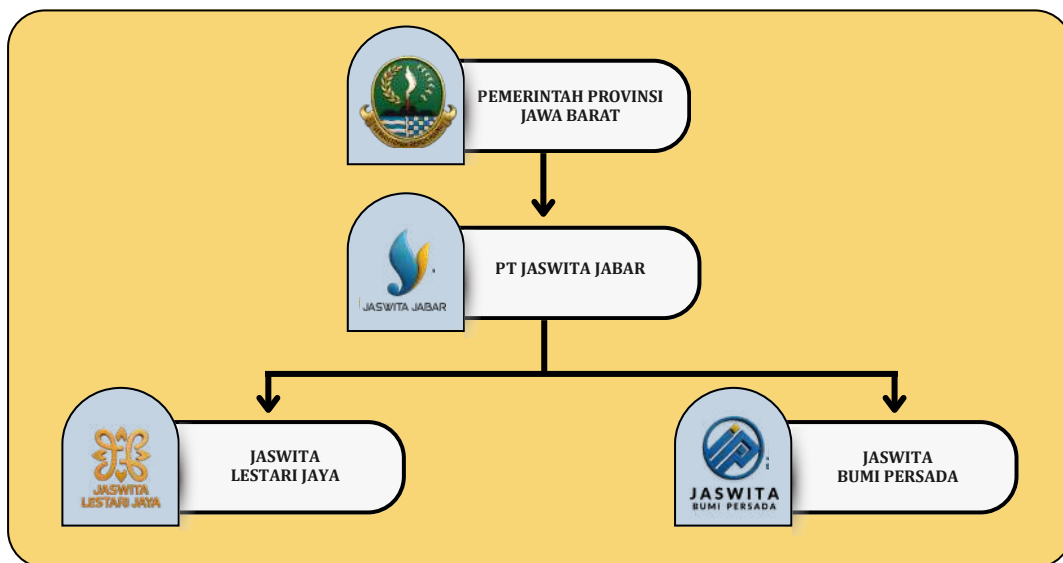 PEMERINTAH PROVINSI
JAWA BARAT
PT JASWITA JABAR
JASWITA JABAR
JASWITA
LESTARI JAYA
JASWITA
LESTARI JAYA
JASWITA
BUMI PERSADA
JASWITA
BUMI PERSADA